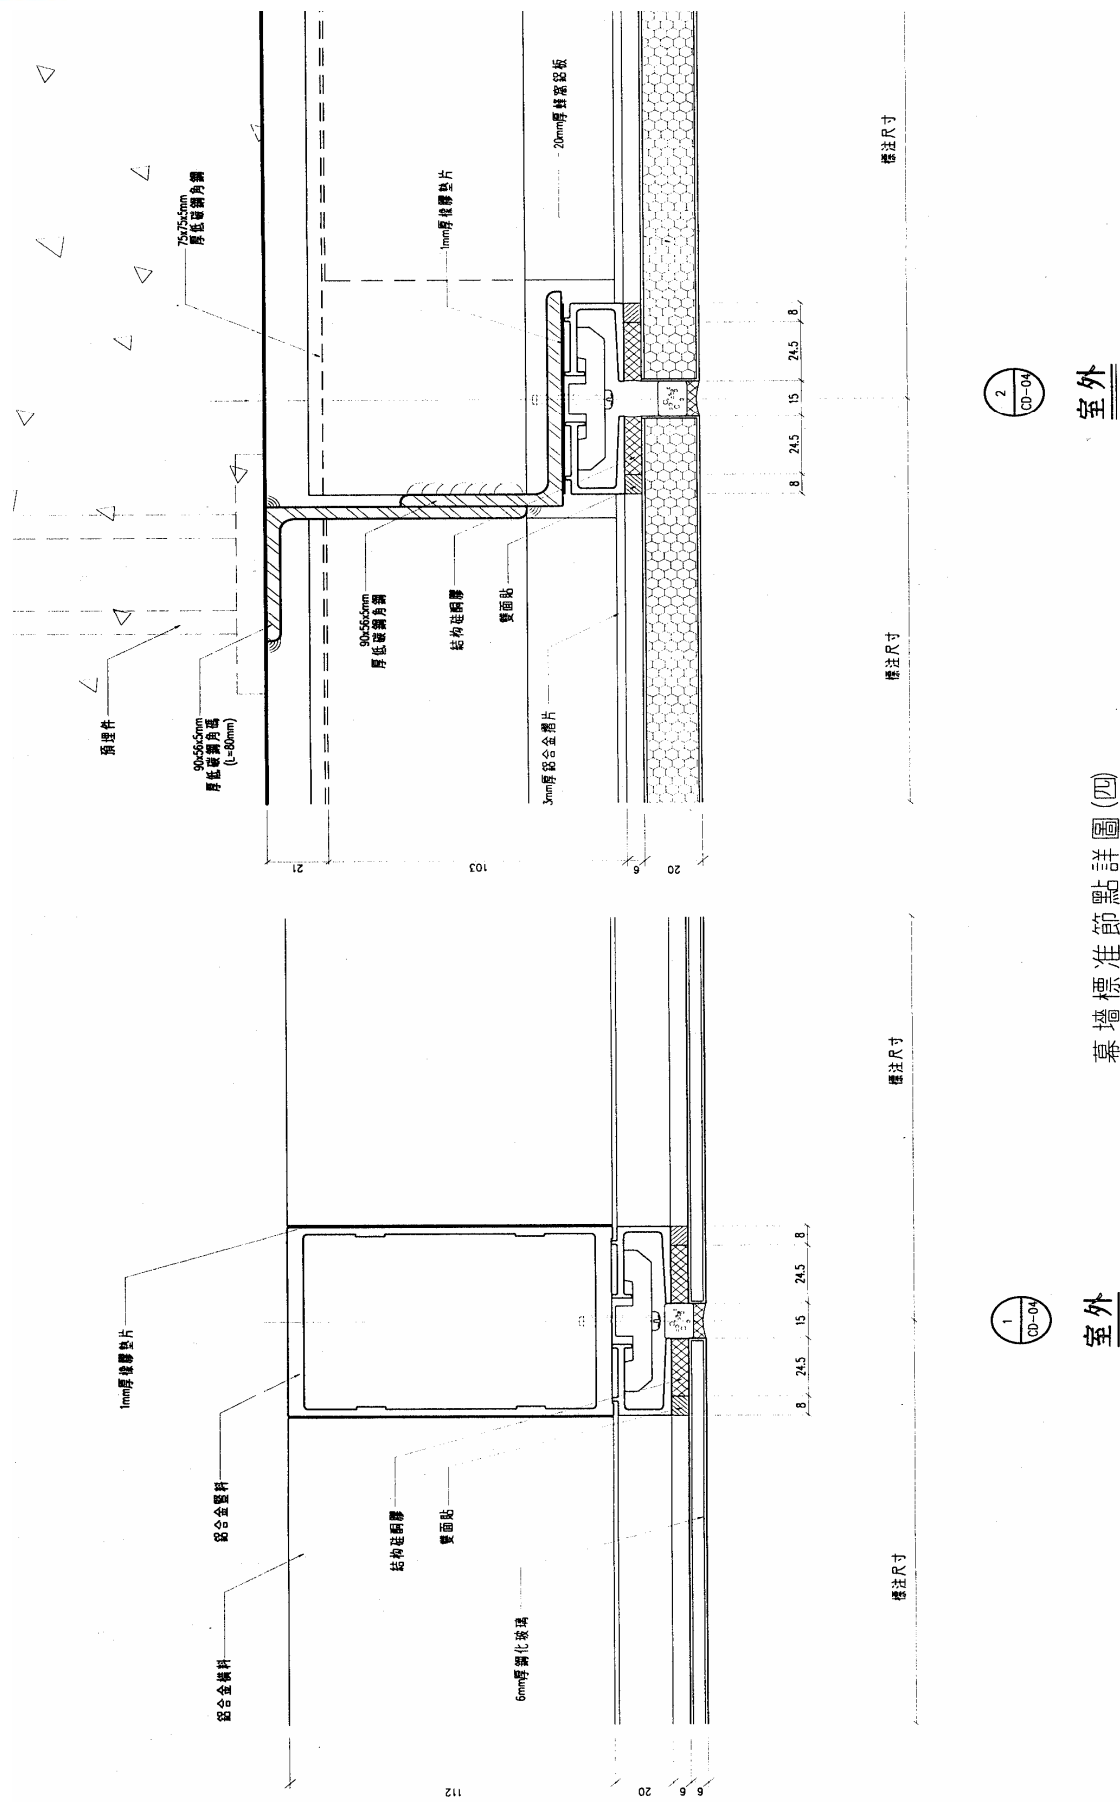 預埋件
90x56x5mm
厚低碳鋼角碼
(L=80mm)
75x75x5mm
厚低碳鋼角鋼
90x56x5mm
厚低碳鋼角鋼
結构硅酮膠
雙面貼
1mm厚橡膠墊片
3mm厚鋁合金摺片
20mm厚蜂窩鋁板
21
103
6
20
8
24.5
15
24.5
8
標注尺寸
標注尺寸
2
CD-04
室外
1mm厚橡膠墊片
鋁合金豎料
鋁合金橫料
結构硅酮膠
雙面貼
6mm厚鋼化玻璃
112
20
6
6
8
24.5
15
24.5
8
標注尺寸
標注尺寸
1
CD-04
室外
幕墻標准節點詳圖(四)